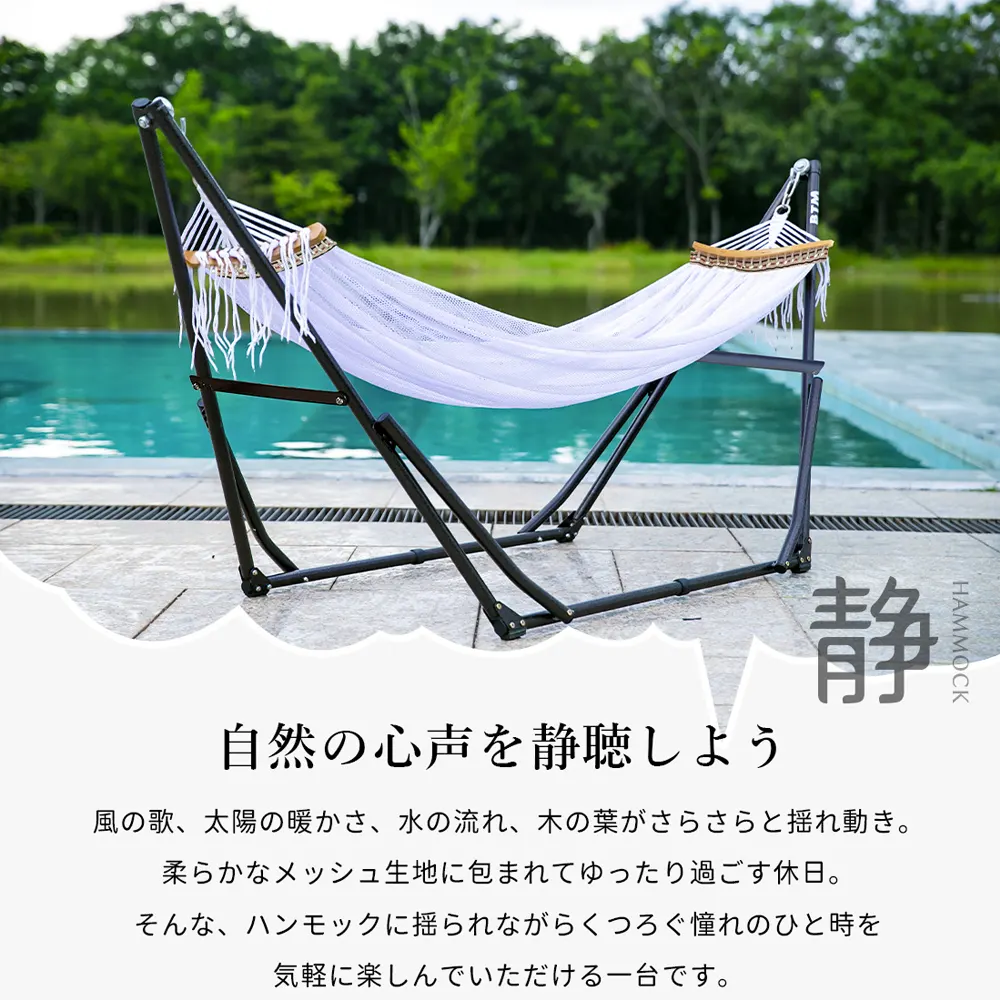 BTM
静
HAMMOCK
自然の心声を静聴しよう
風の歌、太陽の暖かさ、水の流れ、木の葉がさらさらと揺れ動き。
柔らかなメッシュ生地に包まれてゆったり過ごす休日。
そんな、ハンモックに揺られながらくつろぐ憧れのひと時を
気軽に楽しんでいただける一台です。